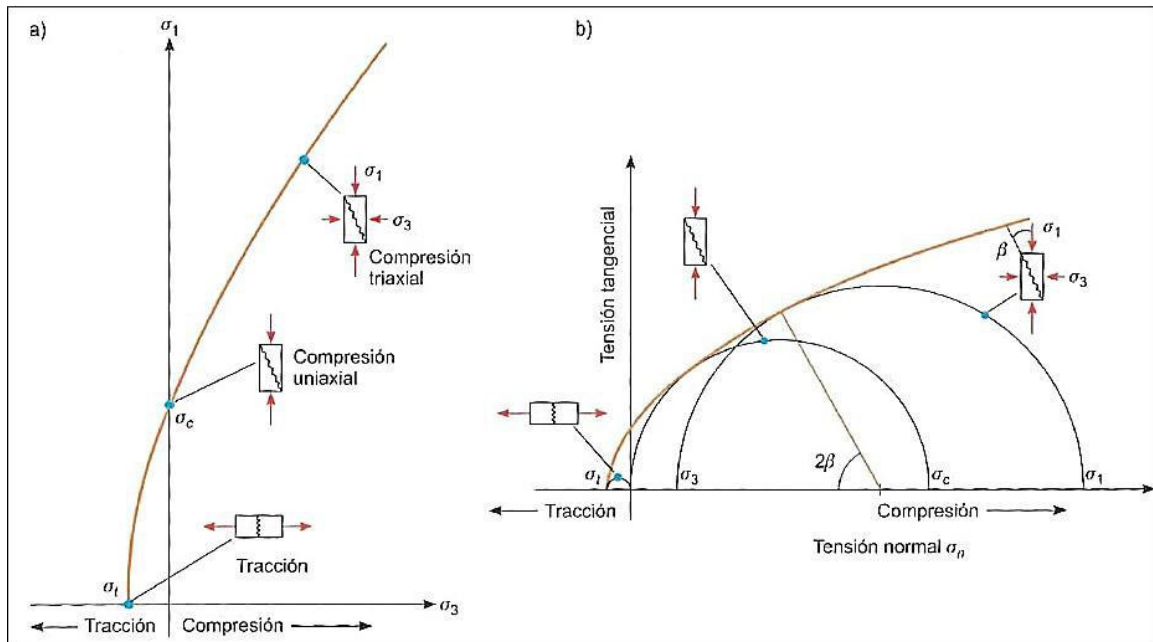 a)
σ₁
σ₁
σ₃
Compresión
triaxial
Compresión
uniaxial
σc
σt
Tracción
σ₃
Tracción
Compresión
b)
Tensión tangencial
β
σ₁
σ₃
σt
σ₃
2β
σc
σ₁
Tracción
Compresión
Tensión normal σn